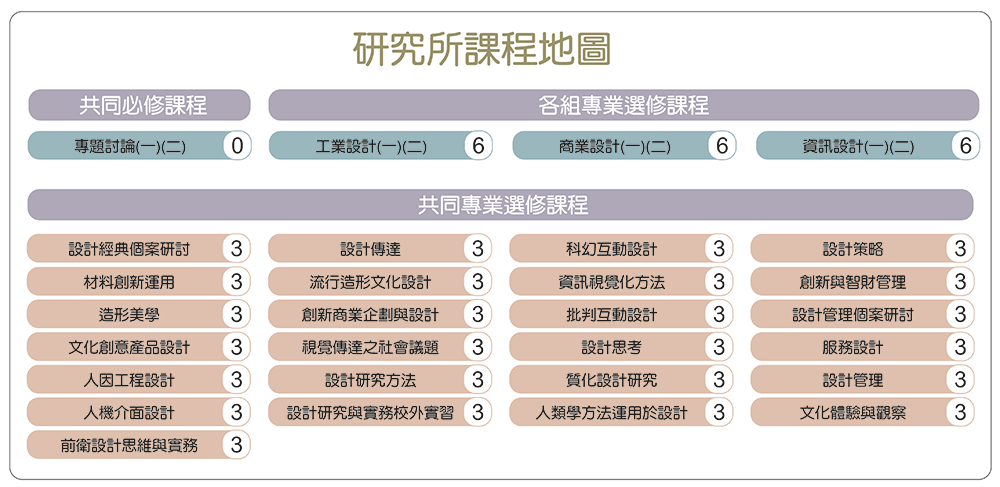 研究所課程地圖
共同必修課程 各組專業選修課程
專題討論(一)(二) 0 工業設計(一)(二) 6 商業設計(一)(二) 6 資訊設計(一)(二) 6
共同專業選修課程
設計經典個案研討 3 設計傳達 3 科幻互動設計 3 設計策略 3
材料創新運用 3 流行造形文化設計 3 資訊視覺化方法 3 創新與智財管理 3
造形美學 3 創新商業企劃與設計 3 批判互動設計 3 設計管理個案研討 3
文化創意產品設計 3 視覺傳達之社會議題 3 設計思考 3 服務設計 3
人因工程設計 3 設計研究方法 3 質化設計研究 3 設計管理 3
人機介面設計 3 設計研究與實務校外實習 3 人類學方法運用於設計 3 文化體驗與觀察 3
前衛設計思維與實務 3